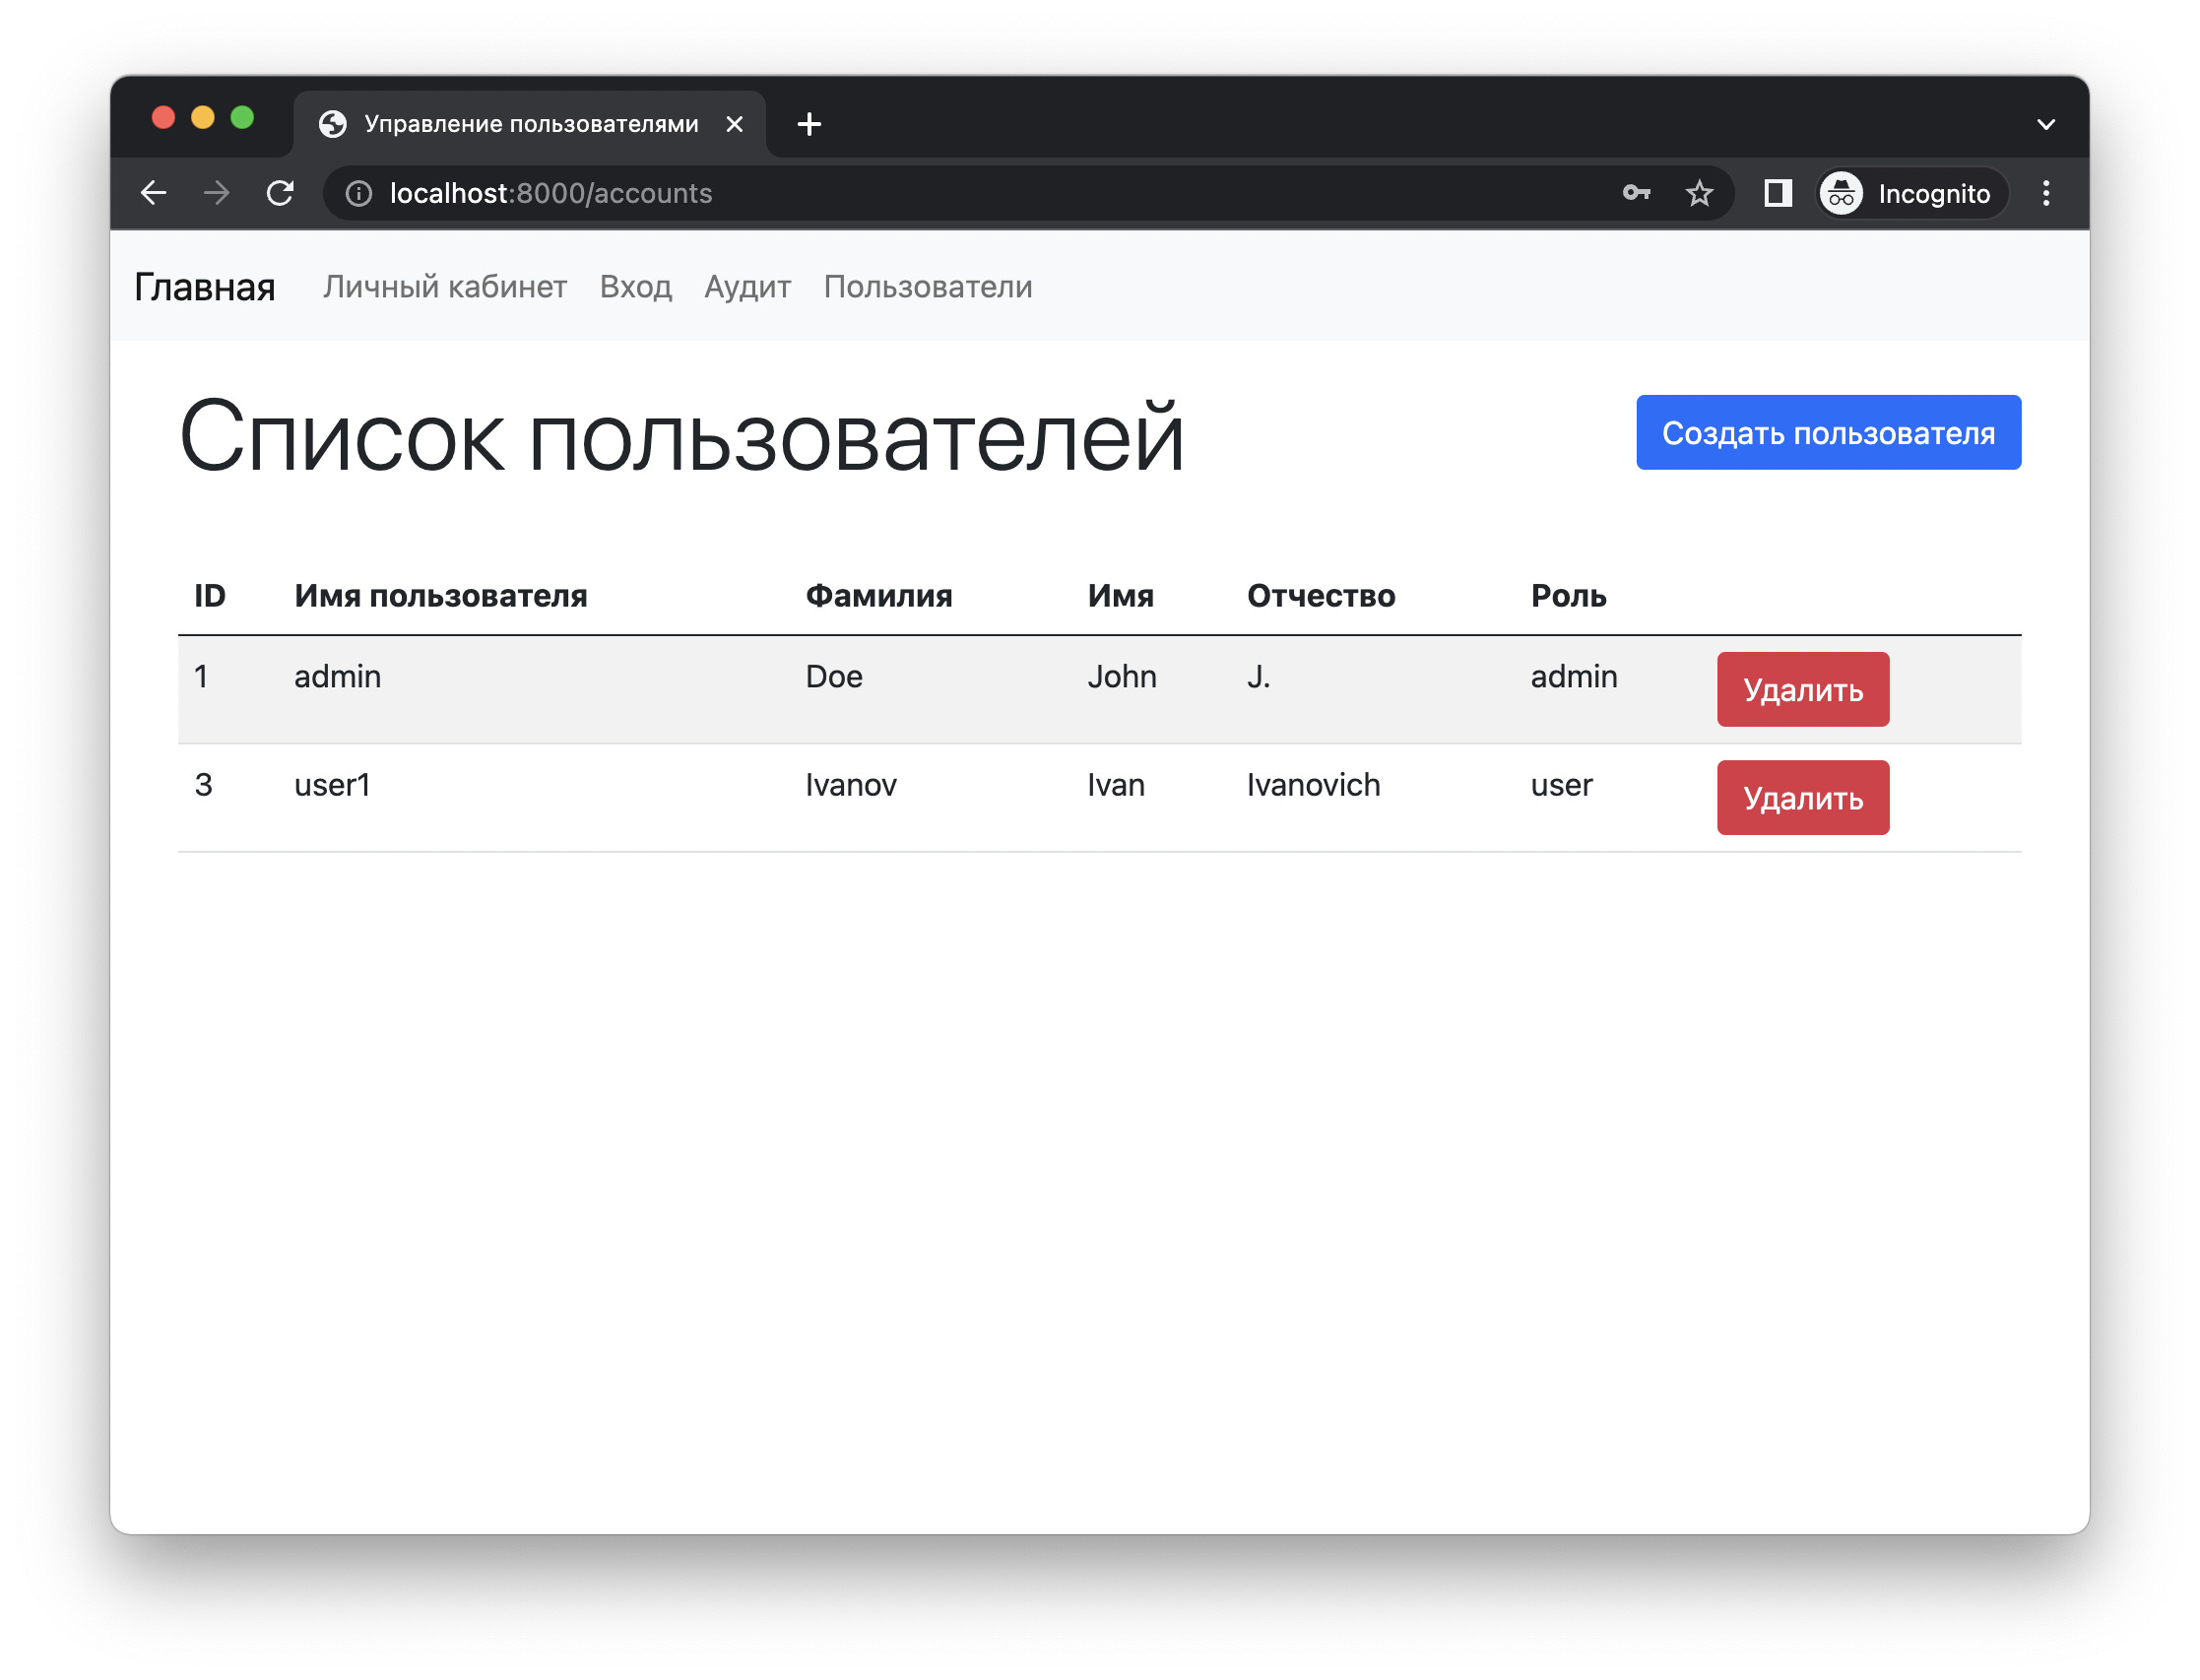 Управление пользователями
localhost:8000/accounts
Incognito
Главная Личный кабинет Вход Аудит Пользователи
Список пользователей
Создать пользователя
ID Имя пользователя Фамилия Имя Отчество Роль
1 admin Doe John J. admin Удалить
3 user1 Ivanov Ivan Ivanovich user Удалить